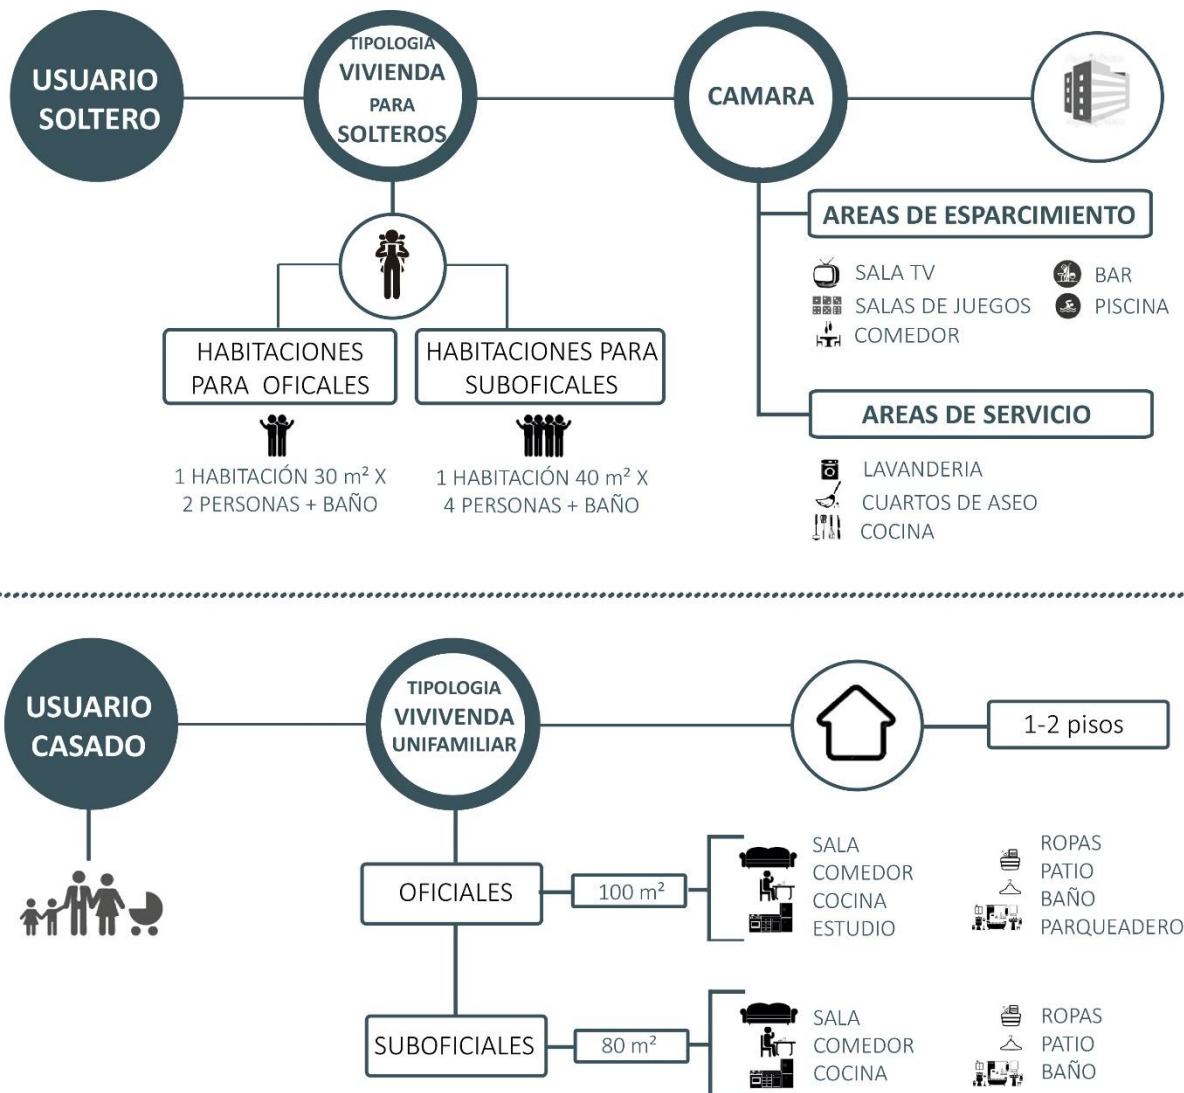 USUARIO
SOLTERO
TIPOLOGIA
VIVIENDA
PARA
SOLTEROS
CAMARA
HABITACIONES
PARA OFICALES
1 HABITACIÓN 30 m² X
2 PERSONAS + BAÑO
HABITACIONES PARA
SUBOFICALES
1 HABITACIÓN 40 m² X
4 PERSONAS + BAÑO
AREAS DE ESPARCIMIENTO
SALA TV
SALAS DE JUEGOS
COMEDOR
BAR
PISCINA
AREAS DE SERVICIO
LAVANDERIA
CUARTOS DE ASEO
COCINA
USUARIO
CASADO
TIPOLOGIA
VIVIVENDA
UNIFAMILIAR
1-2 pisos
OFICIALES
100 m²
SALA
COMEDOR
COCINA
ESTUDIO
ROPAS
PATIO
BAÑO
PARQUEADERO
SUBOFICIALES
80 m²
SALA
COMEDOR
COCINA
ROPAS
PATIO
BAÑO